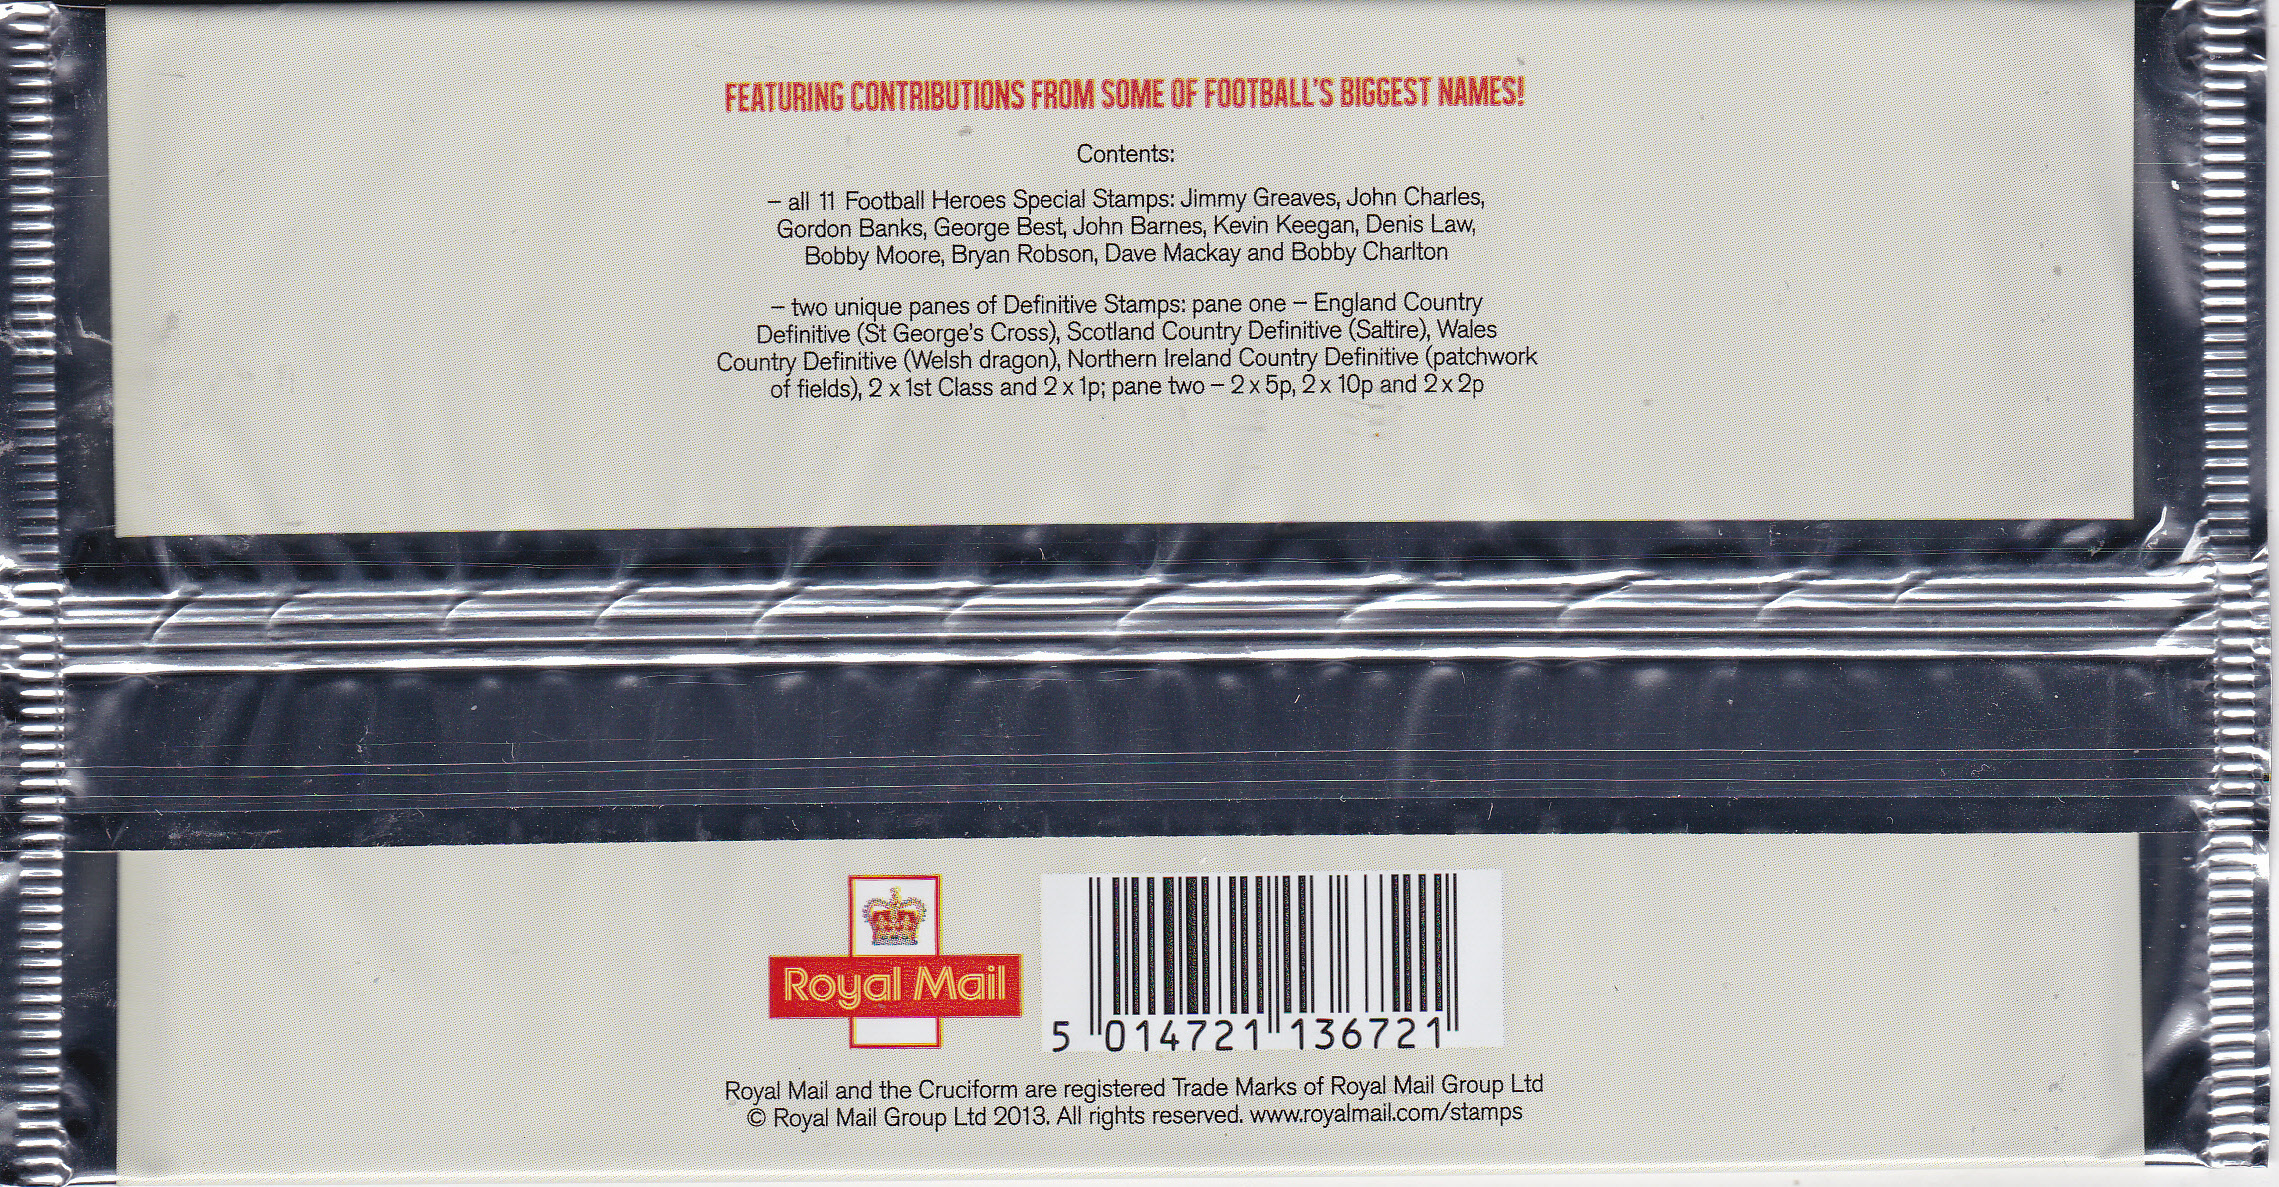 FEATURING CONTRIBUTIONS FROM SOME OF FOOTBALL'S BIGGEST NAMES!
Contents:
– all 11 Football Heroes Special Stamps: Jimmy Greaves, John Charles,
Gordon Banks, George Best, John Barnes, Kevin Keegan, Denis Law,
Bobby Moore, Bryan Robson, Dave Mackay and Bobby Charlton
– two unique panes of Definitive Stamps: pane one – England Country
Definitive (St George's Cross), Scotland Country Definitive (Saltire), Wales
Country Definitive (Welsh dragon), Northern Ireland Country Definitive (patchwork
of fields), 2 x 1st Class and 2 x 1p; pane two – 2 x 5p, 2 x 10p and 2 x 2p
Royal Mail
5 014721 136721
Royal Mail and the Cruciform are registered Trade Marks of Royal Mail Group Ltd
© Royal Mail Group Ltd 2013. All rights reserved. www.royalmail.com/stamps